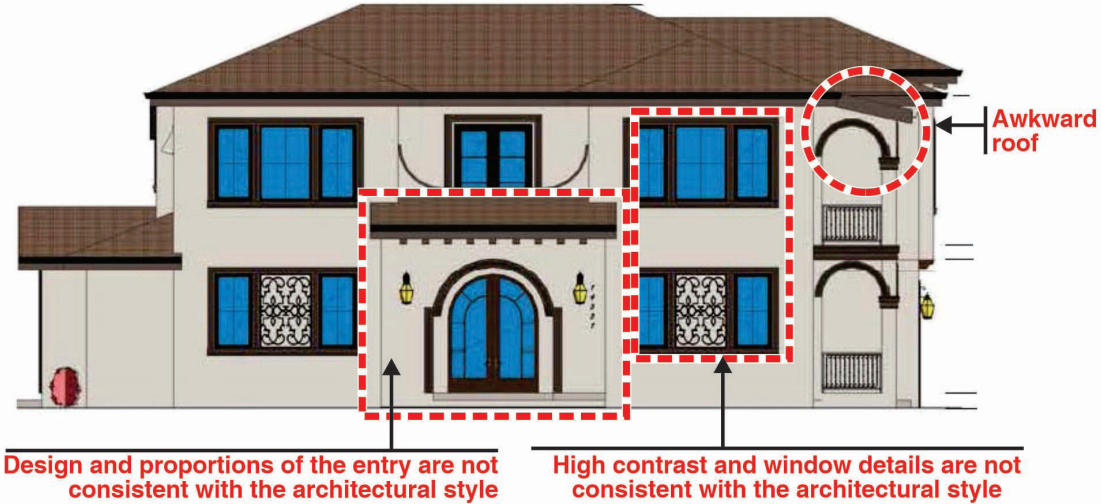 Awkward
roof
Design and proportions of the entry are not
consistent with the architectural style
High contrast and window details are not
consistent with the architectural style